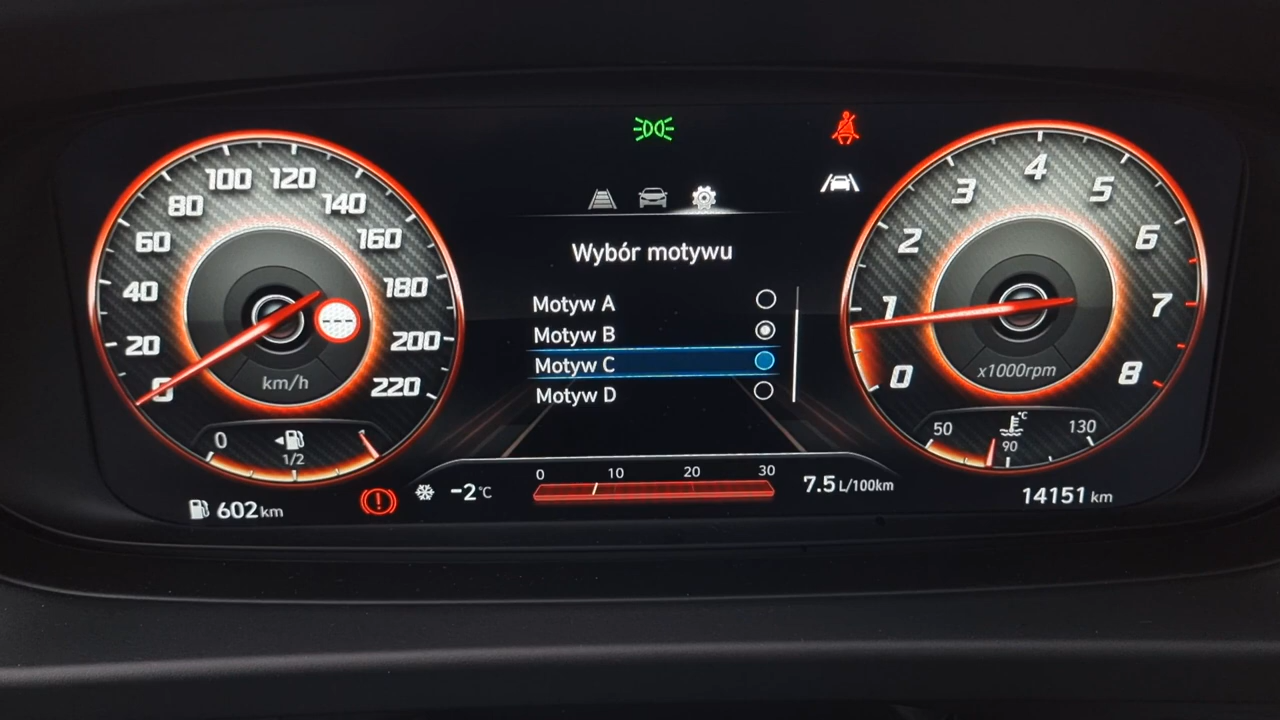 0
20
40
60
80
100
120
140
160
180
200
220
km/h
0
1/2
602 km
-2 °C
Wybór motywu
Motyw A
Motyw B
Motyw C
Motyw D
0 10 20 30
7.5 L/100km
0
1
2
3
4
5
6
7
8
x1000rpm
50
°C
90
130
14151 km